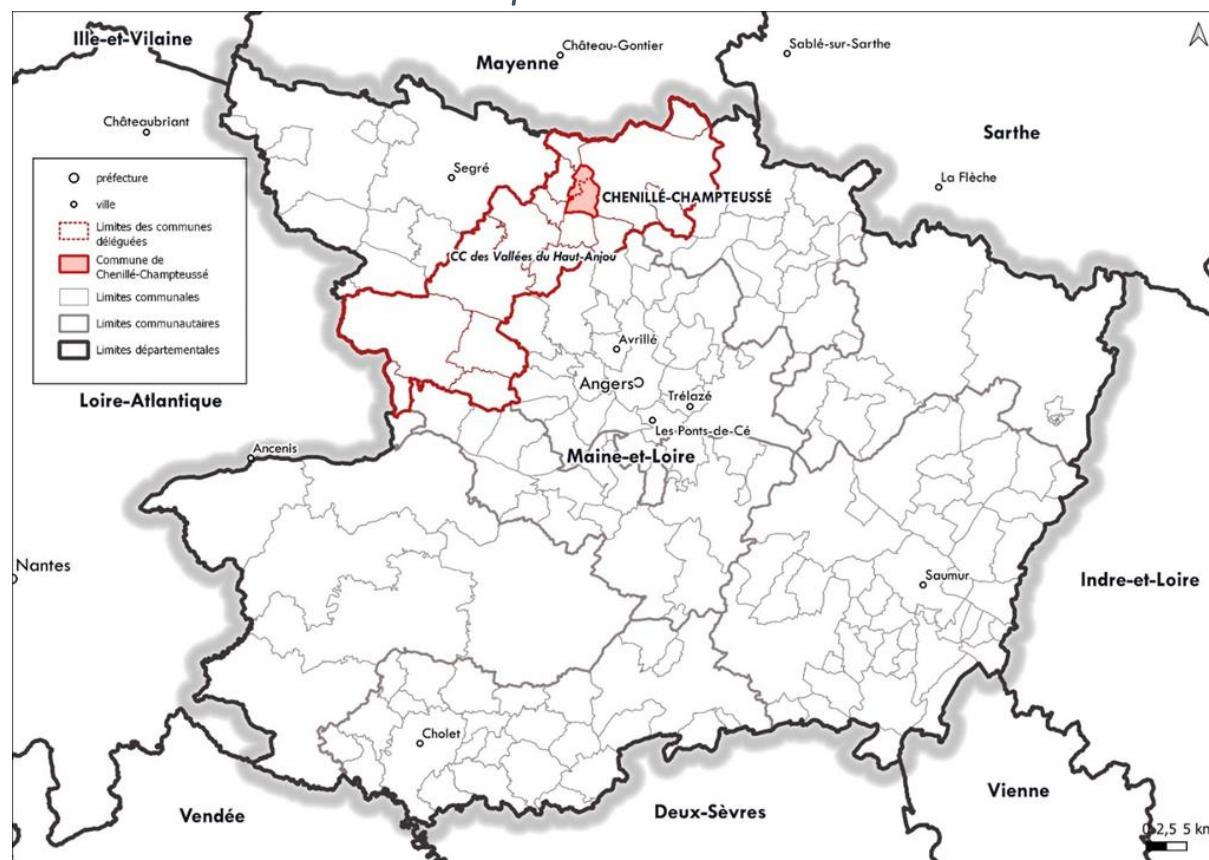 Ille-et-Vilaine
Château-Gontier
Sablé-sur-Sarthe
Mayenne
Châteaubriant
Sarthe
Segré
La Flèche
préfecture
ville
Limites des communes
déléguées
Commune de
Chenillé-Champteussé
Limites communales
Limites communautaires
Limites départementales
CHENILLÉ-CHAMPTEUSSÉ
CC des Vallées du Haut-Anjou
Avrillé
Angers
Trélazé
Loire-Atlantique
Les Ponts-de-Cé
Ancenis
Maine-et-Loire
Nantes
Saumur
Indre-et-Loire
Cholet
Vienne
Deux-Sèvres
Vendée
0 2,5 5 km